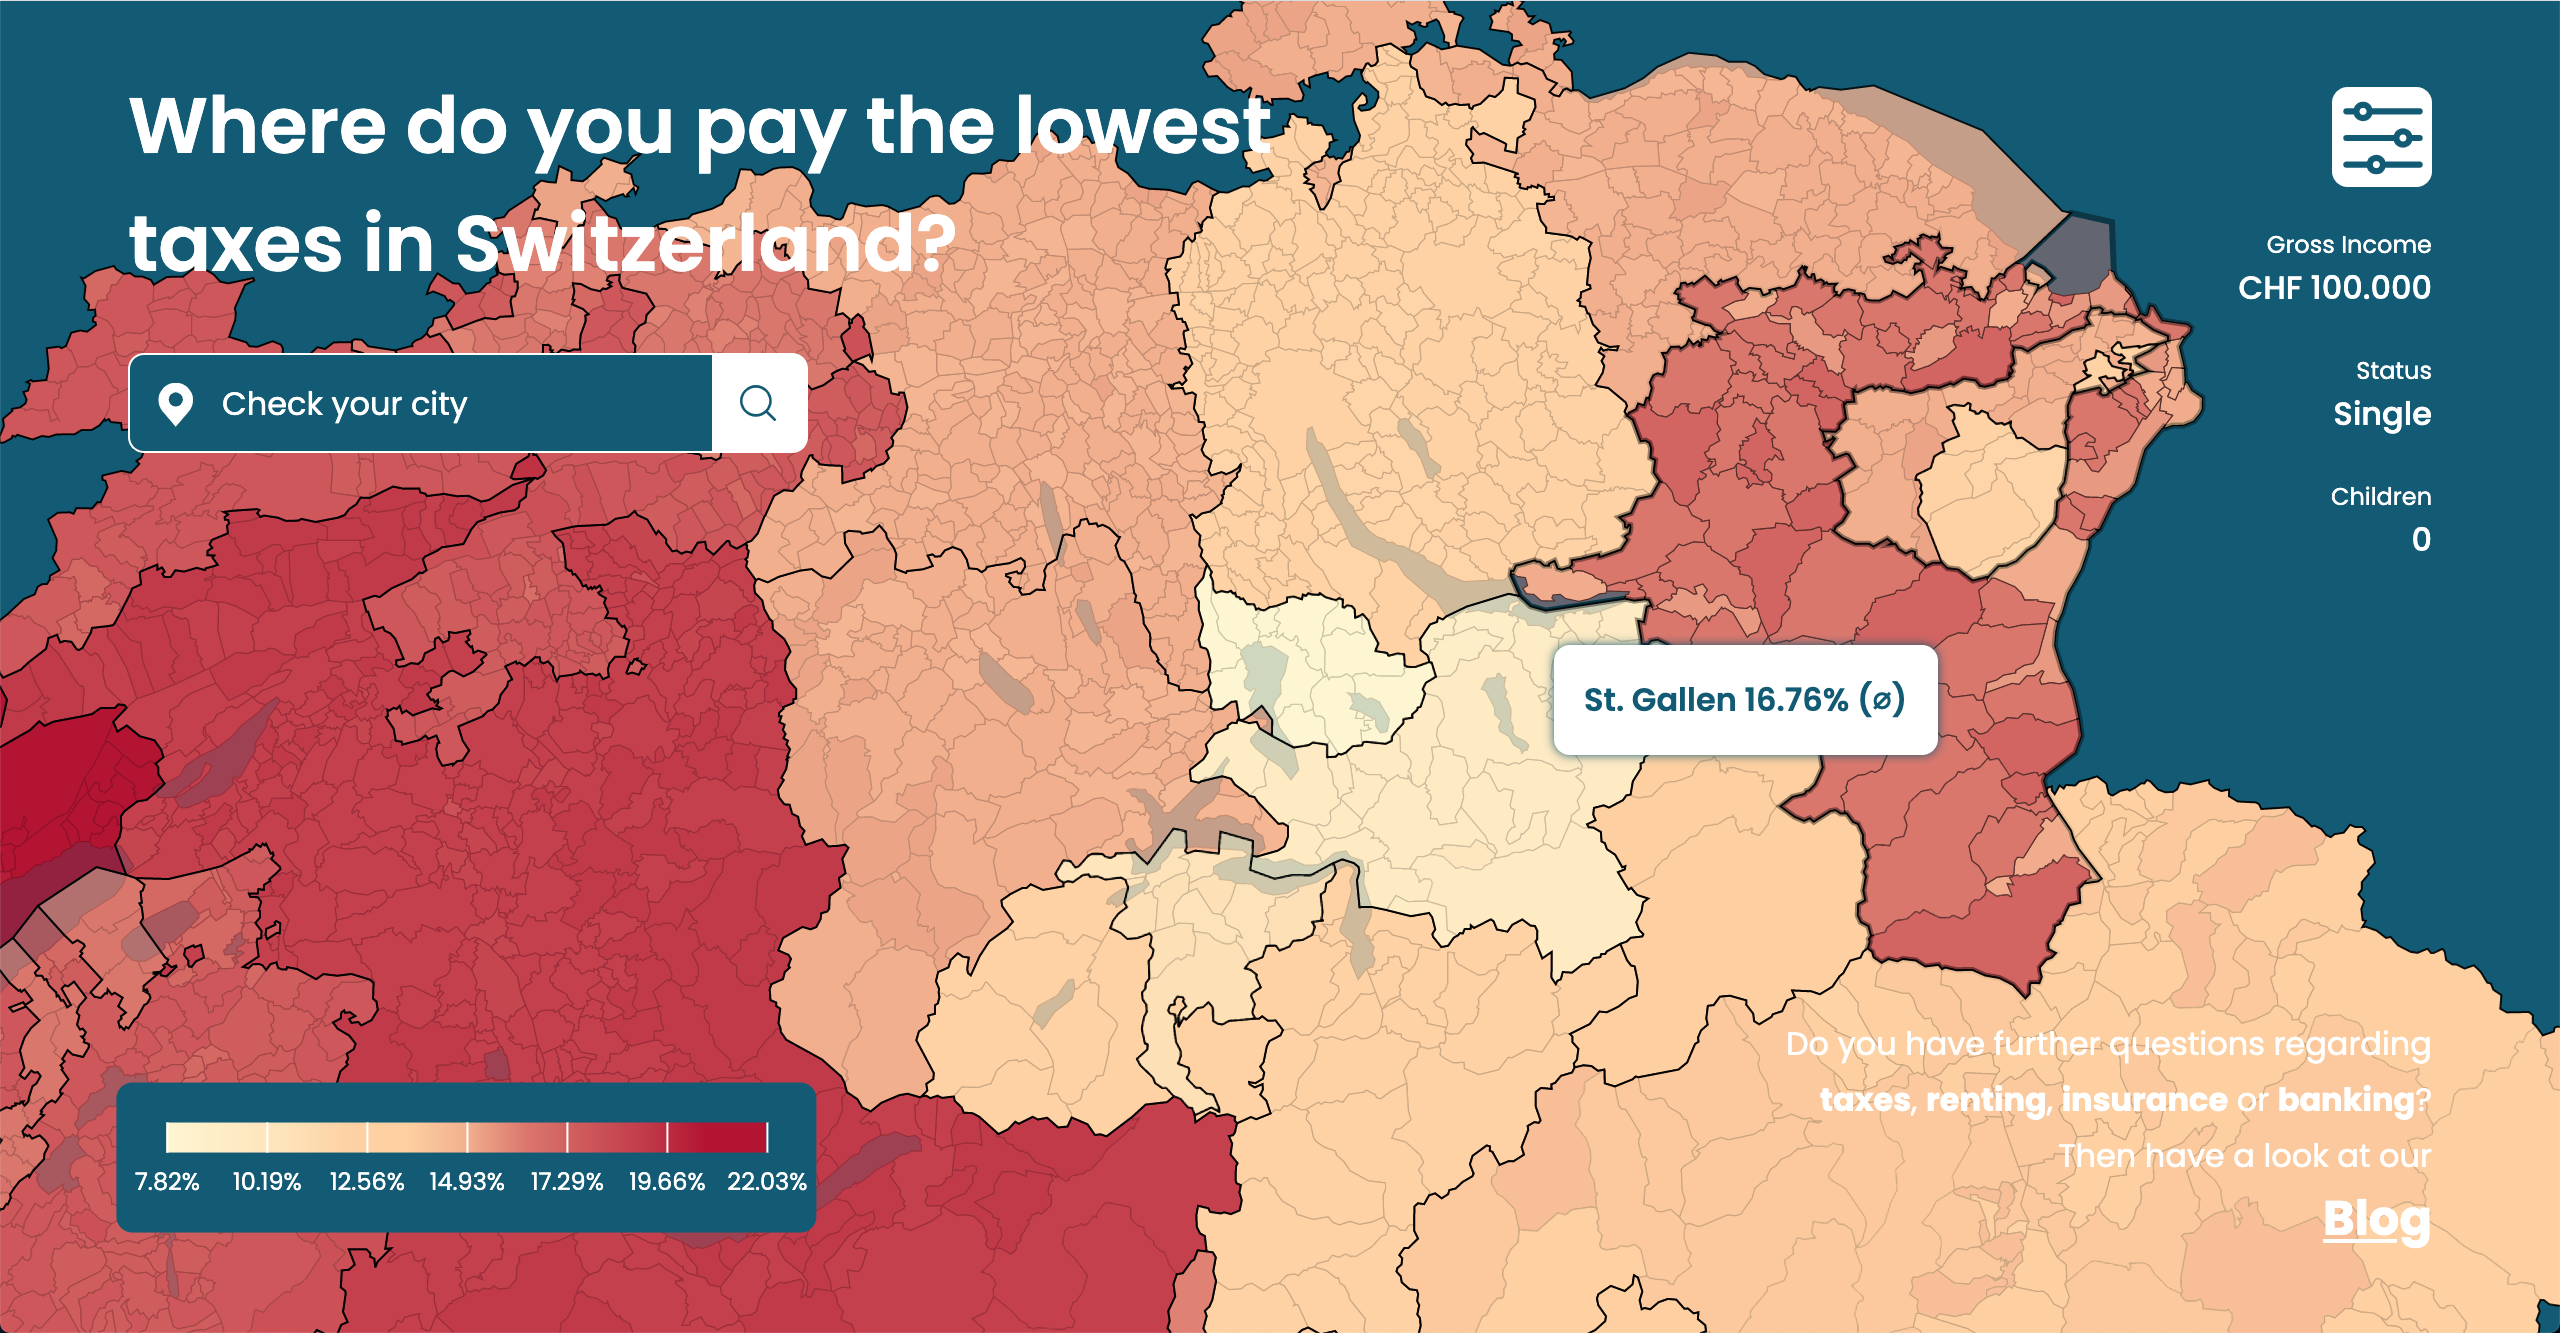 Where do you pay the lowest
taxes in Switzerland?
Check your city
Gross Income
CHF 100.000
Status
Single
Children
0
St. Gallen 16.76% (⌀)
7.82% 10.19% 12.56% 14.93% 17.29% 19.66% 22.03%
Do you have further questions regarding
taxes, renting, insurance or banking?
Then have a look at our
Blog